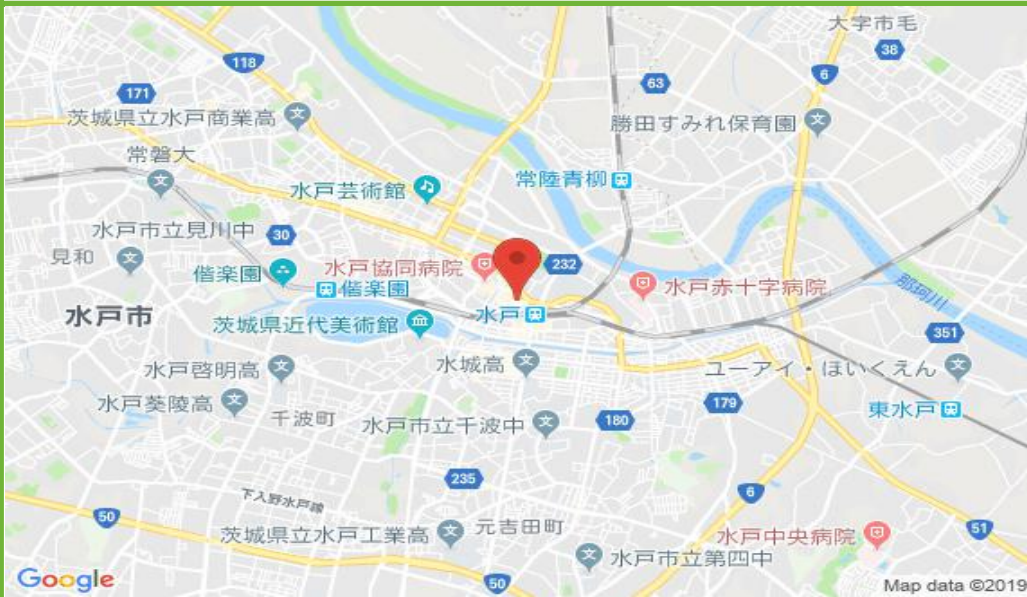 大字市毛
38
118
6
63
171
茨城県立水戸商業高
勝田すみれ保育園
常磐大
常陸青柳
水戸芸術館
水戸市立見川中
30
見和
偕楽園
水戸協同病院
232
水戸赤十字病院
偕楽園
那珂川
水戸市
茨城県近代美術館
水戸
351
水戸啓明高
水城高
ユーアイ・ほいくえん
水戸葵陵高
千波町
水戸市立千波中
180
179
東水戸
235
下入野水戸線
6
50
茨城県立水戸工業高
元吉田町
水戸中央病院
51
水戸市立第四中
50
Google
Map data ©2019